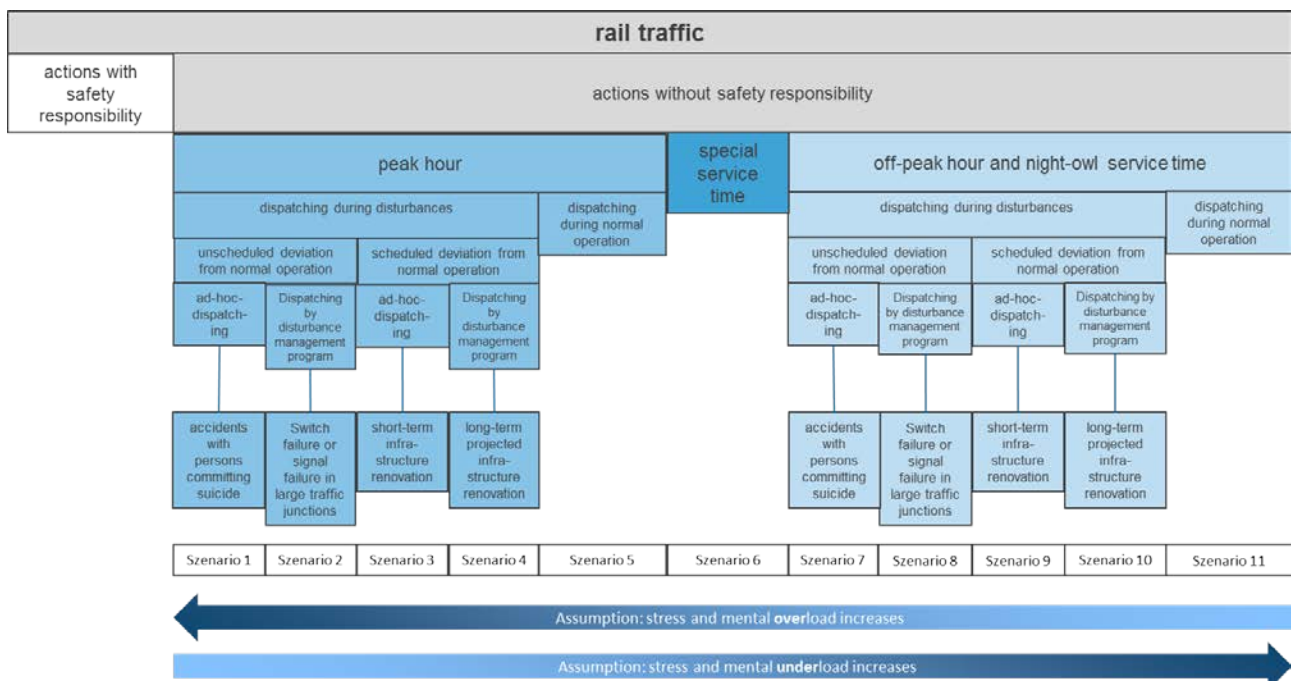 rail traffic
actions with
safety
responsibility
actions without safety responsibility
peak hour
special
service
time
off-peak hour and night-owl service time
dispatching during disturbances
dispatching
during normal
operation
dispatching during disturbances
dispatching
during normal
operation
unscheduled deviation
from normal operation
scheduled deviation from
normal operation
unscheduled deviation
from normal operation
scheduled deviation from
normal operation
ad-hoc-
dispatch-
ing
Dispatching
by
disturbance
management
program
ad-hoc-
dispatch-
ing
Dispatching
by
disturbance
management
program
ad-hoc-
dispatch-
ing
Dispatching
by disturbance
management
program
ad-hoc-
dispatch-
ing
Dispatching by
disturbance
management
program
accidents
with
persons
committing
suicide
Switch
failure or
signal
failure in
large traffic
junctions
short-term
infra-
structure
renovation
long-term
projected
infra-
structure
renovation
accidents
with
persons
committing
suicide
Switch
failure or
signal
failure in
large traffic
junctions
short-term
infra-
structure
renovation
long-term
projected
infra-
structure
renovation
Szenario 1
Szenario 2
Szenario 3
Szenario 4
Szenario 5
Szenario 6
Szenario 7
Szenario 8
Szenario 9
Szenario 10
Szenario 11
Assumption: stress and mental overload increases
Assumption: stress and mental underload increases